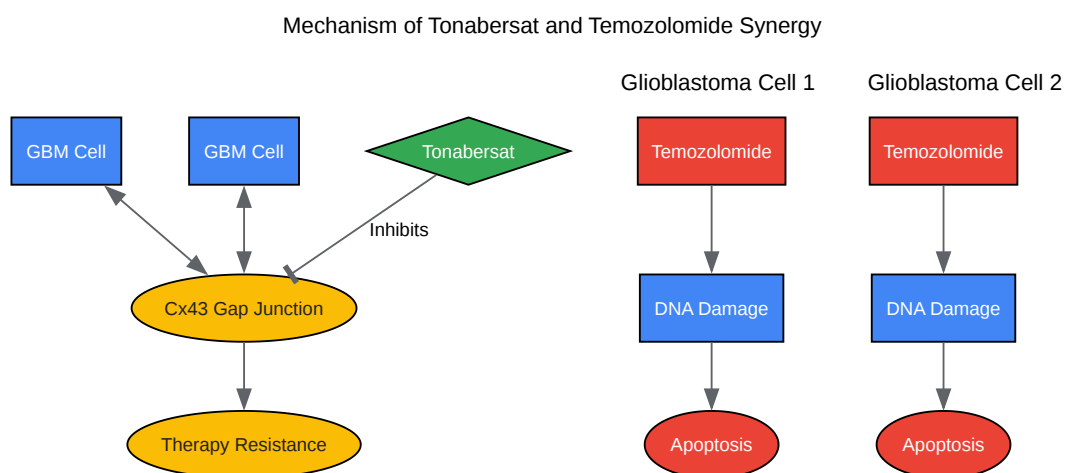 Mechanism of Tonabersat and Temozolomide Synergy
Glioblastoma Cell 1
Glioblastoma Cell 2
GBM Cell
GBM Cell
Tonabersat
Temozolomide
Temozolomide
Inhibits
Cx43 Gap Junction
DNA Damage
DNA Damage
Therapy Resistance
Apoptosis
Apoptosis